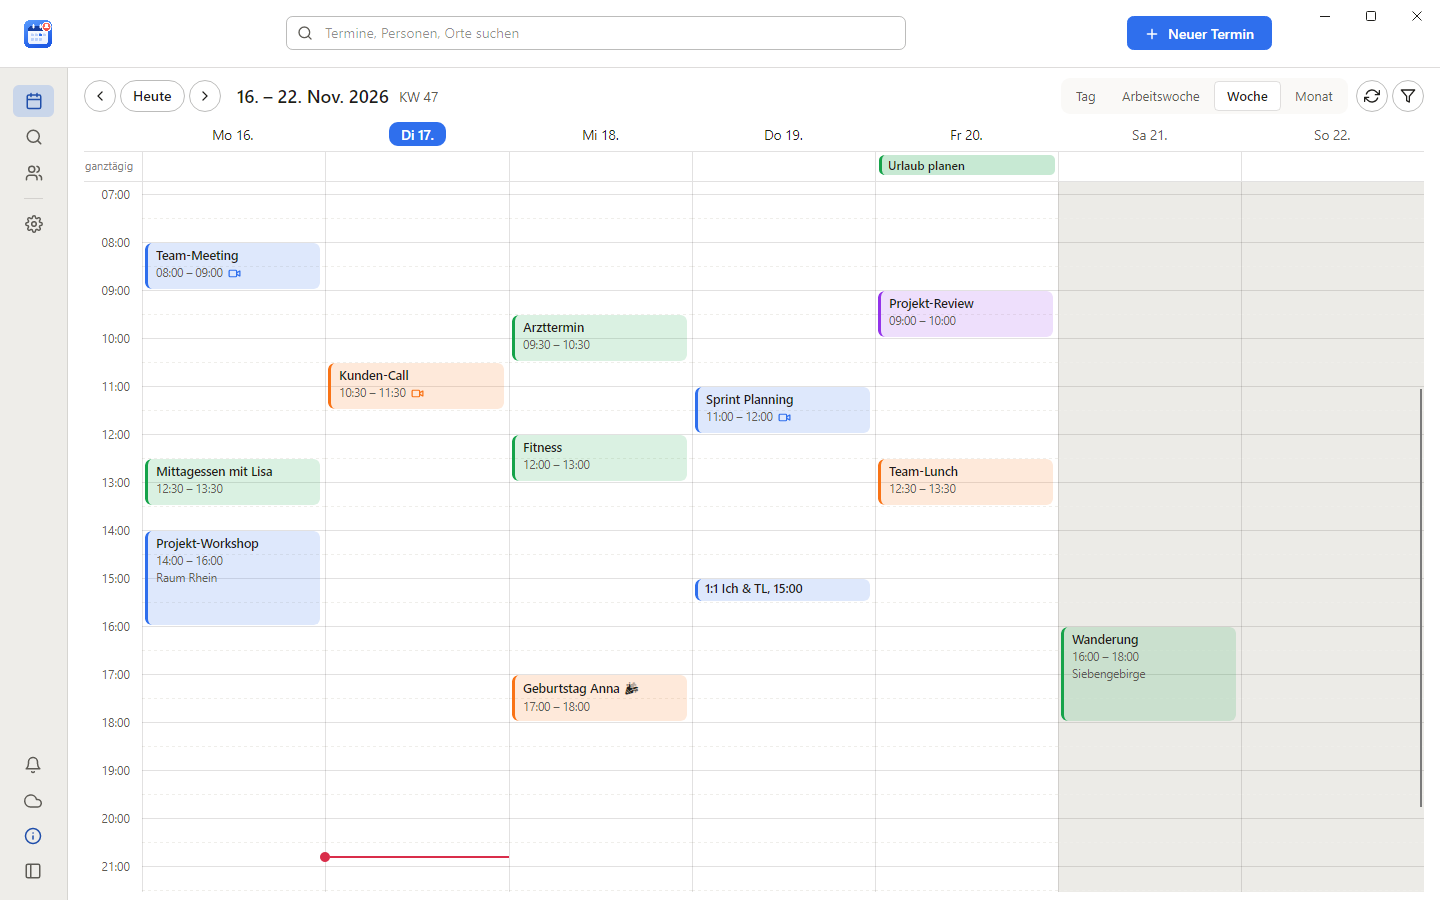 Termine, Personen, Orte suchen
Neuer Termin
Heute
16. – 22. Nov. 2026
KW 47
Tag
Arbeitswoche
Woche
Monat
Mo 16.
Di 17.
Mi 18.
Do 19.
Fr 20.
Sa 21.
So 22.
ganztägig
Urlaub planen
07:00
08:00
09:00
10:00
11:00
12:00
13:00
14:00
15:00
16:00
17:00
18:00
19:00
20:00
21:00
Team-Meeting
08:00 – 09:00
Mittagessen mit Lisa
12:30 – 13:30
Projekt-Workshop
14:00 – 16:00
Raum Rhein
Kunden-Call
10:30 – 11:30
Arzttermin
09:30 – 10:30
Fitness
12:00 – 13:00
Geburtstag Anna 🎉
17:00 – 18:00
Sprint Planning
11:00 – 12:00
1:1 Ich & TL, 15:00
Projekt-Review
09:00 – 10:00
Team-Lunch
12:30 – 13:30
Wanderung
16:00 – 18:00
Siebengebirge